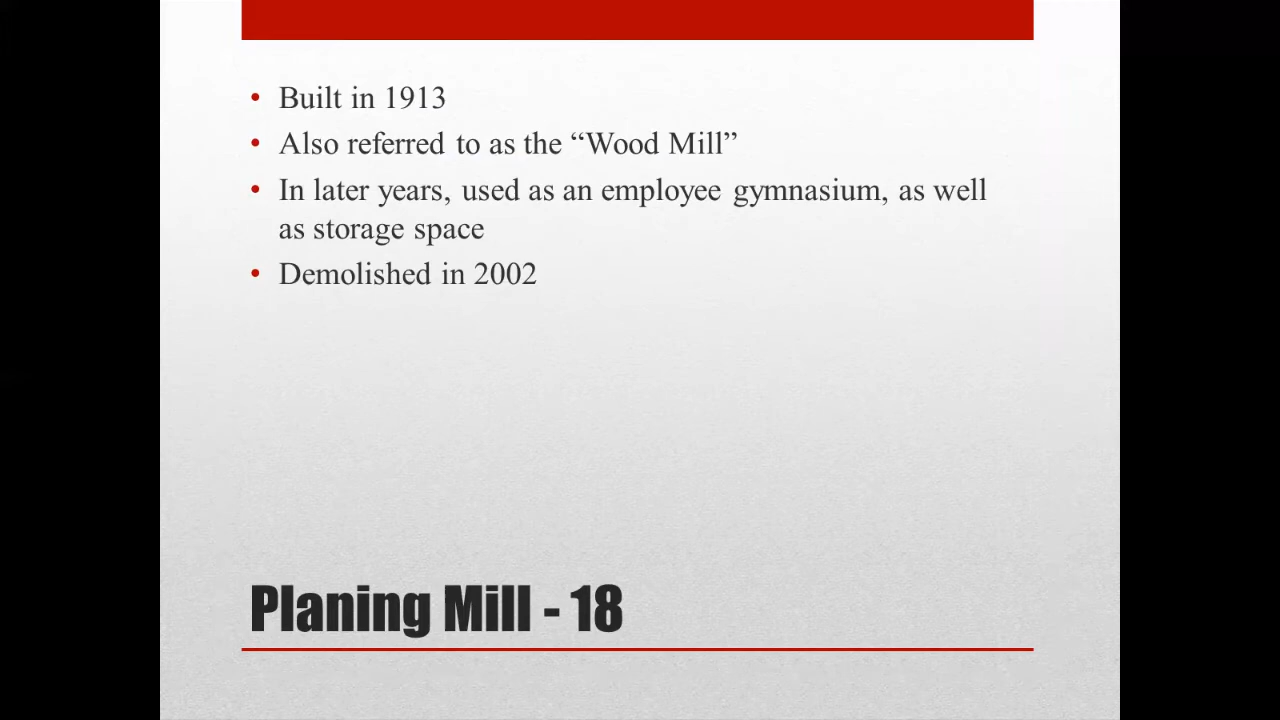 • Built in 1913
• Also referred to as the “Wood Mill”
• In later years, used as an employee gymnasium, as well
as storage space
• Demolished in 2002
Planing Mill - 18